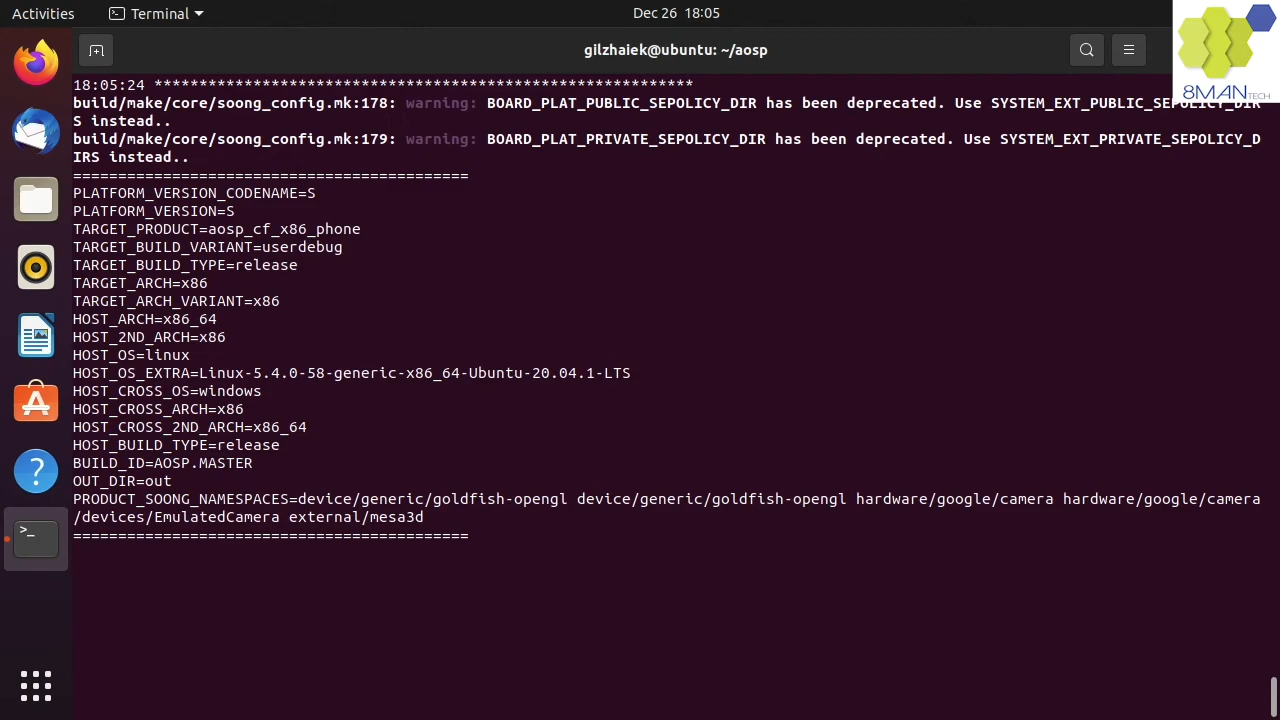 Activities Terminal Dec 26 18:05
gilzhaiek@ubuntu: ~/aosp
8MANTECH
18:05:24 ************************************************************
build/make/core/soong_config.mk:178: warning: BOARD_PLAT_PUBLIC_SEPOLICY_DIR has been deprecated. Use SYSTEM_EXT_PUBLIC_SEPOLICY_DIR
S instead..
build/make/core/soong_config.mk:179: warning: BOARD_PLAT_PRIVATE_SEPOLICY_DIR has been deprecated. Use SYSTEM_EXT_PRIVATE_SEPOLICY_D
IRS instead..
============================================
PLATFORM_VERSION_CODENAME=S
PLATFORM_VERSION=S
TARGET_PRODUCT=aosp_cf_x86_phone
TARGET_BUILD_VARIANT=userdebug
TARGET_BUILD_TYPE=release
TARGET_ARCH=x86
TARGET_ARCH_VARIANT=x86
HOST_ARCH=x86_64
HOST_2ND_ARCH=x86
HOST_OS=linux
HOST_OS_EXTRA=Linux-5.4.0-58-generic-x86_64-Ubuntu-20.04.1-LTS
HOST_CROSS_OS=windows
HOST_CROSS_ARCH=x86
HOST_CROSS_2ND_ARCH=x86_64
HOST_BUILD_TYPE=release
BUILD_ID=AOSP.MASTER
OUT_DIR=out
PRODUCT_SOONG_NAMESPACES=device/generic/goldfish-opengl device/generic/goldfish-opengl hardware/google/camera hardware/google/camera
/devices/EmulatedCamera external/mesa3d
============================================